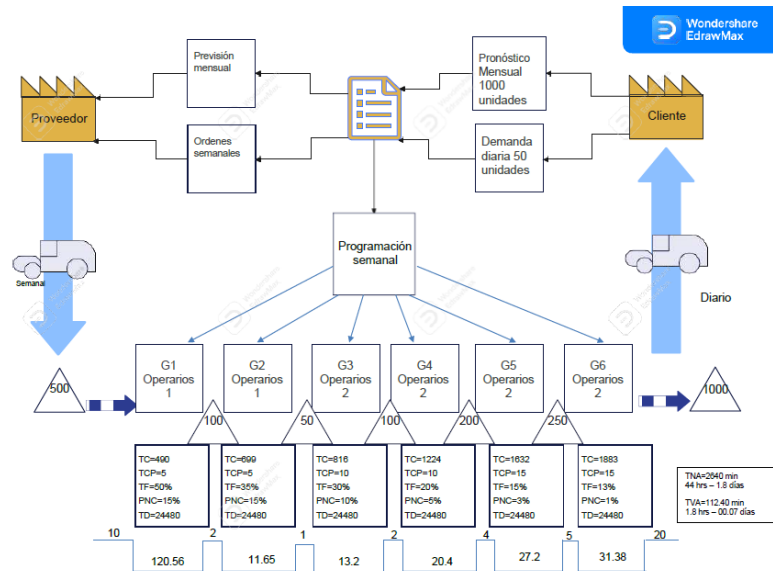 Wondershare
EdrawMax
Previsión
mensual
Pronóstico
Mensual
1000
unidades
Proveedor
Cliente
Ordenes
semanales
Demanda
diaria 50
unidades
Programación
semanal
Semanal
Diario
G1
Operarios
1
G2
Operarios
1
G3
Operarios
2
G4
Operarios
2
G5
Operarios
2
G6
Operarios
2
500
1000
100
50
100
200
250
TC=490
TCP=5
TF=50%
PNC=15%
TD=24480
TC=699
TCP=5
TF=35%
PNC=15%
TD=24480
TC=816
TCP=10
TF=30%
PNC=10%
TD=24480
TC=1224
TCP=10
TF=20%
PNC=5%
TD=24480
TC=1632
TCP=15
TF=15%
PNC=3%
TD=24480
TC=1883
TCP=15
TF=13%
PNC=1%
TD=24480
TNA=2640 min
44 hrs – 1.8 días
TVA=112.40 min
1.8 hrs – 00.07 días
10
2
1
2
4
5
20
120.56
11.65
13.2
20.4
27.2
31.38